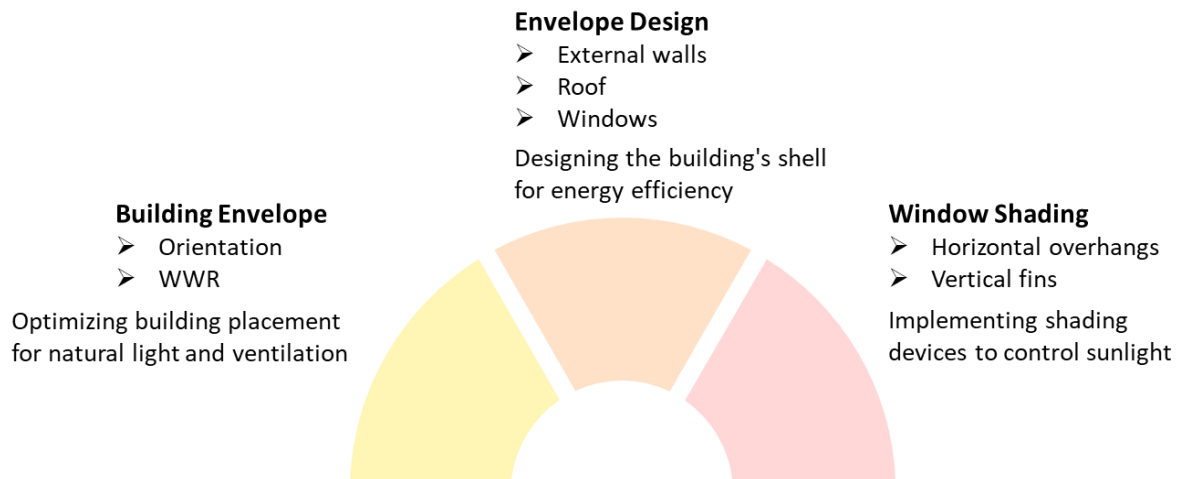 Envelope Design
➢ External walls
➢ Roof
➢ Windows
Designing the building's shell
for energy efficiency
Building Envelope
➢ Orientation
➢ WWR
Optimizing building placement
for natural light and ventilation
Window Shading
➢ Horizontal overhangs
➢ Vertical fins
Implementing shading
devices to control sunlight